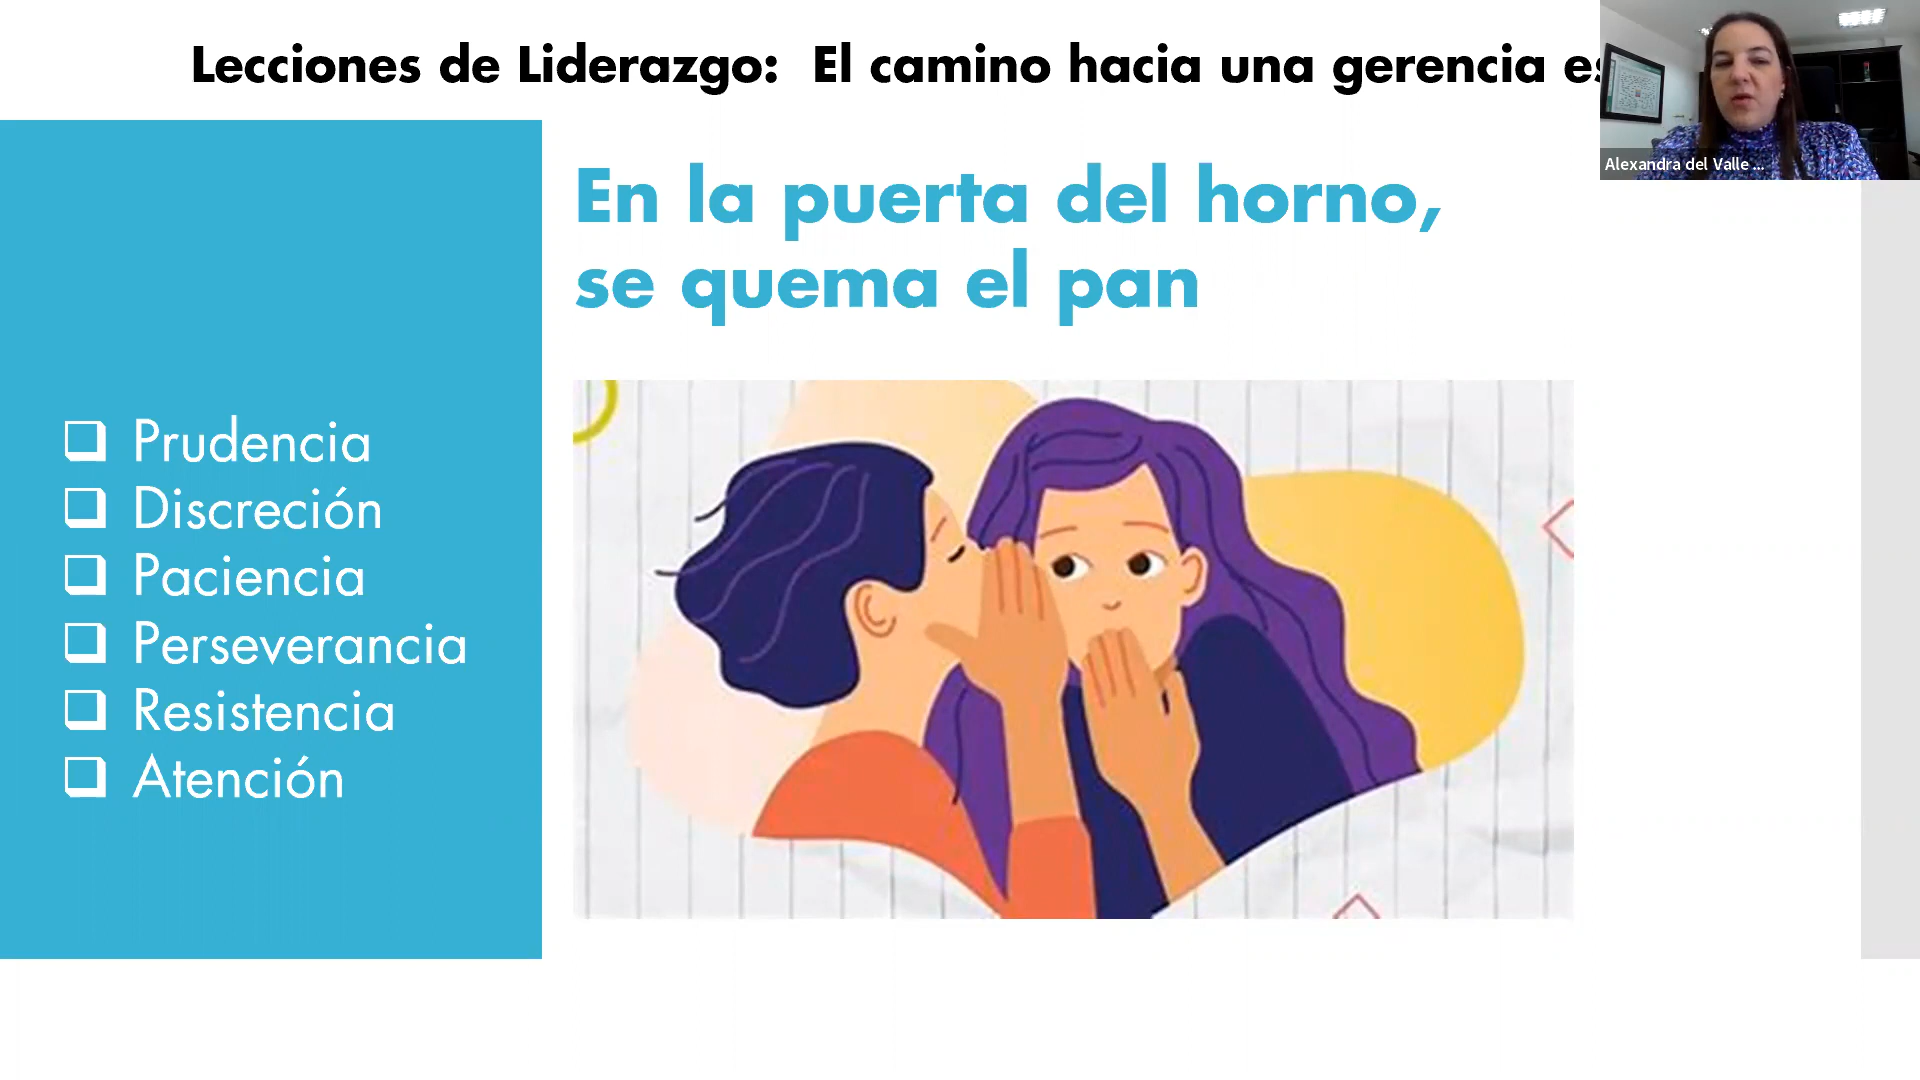 Lecciones de Liderazgo: El camino hacia una gerencia
Alexandra del Valle ...
En la puerta del horno,
se quema el pan
Prudencia
Discreción
Paciencia
Perseverancia
Resistencia
Atención